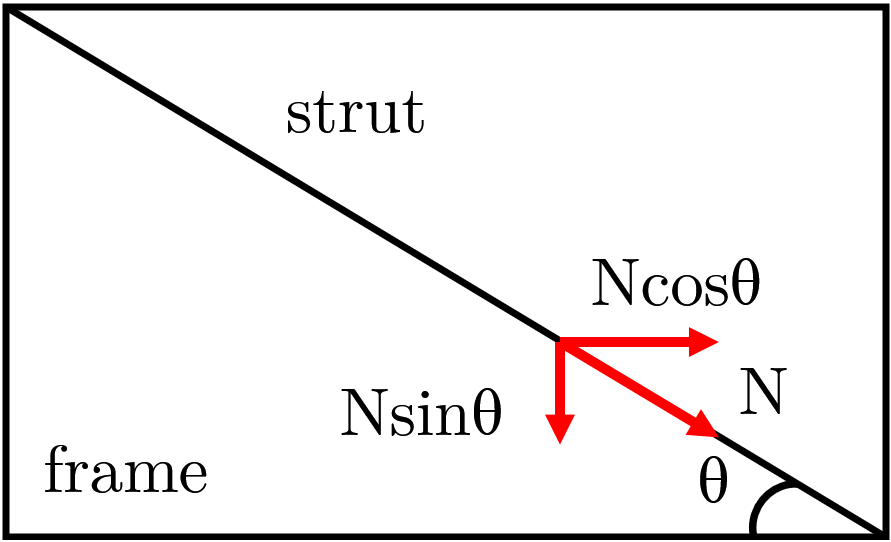 strut
Ncosθ
N
Nsinθ
θ
frame